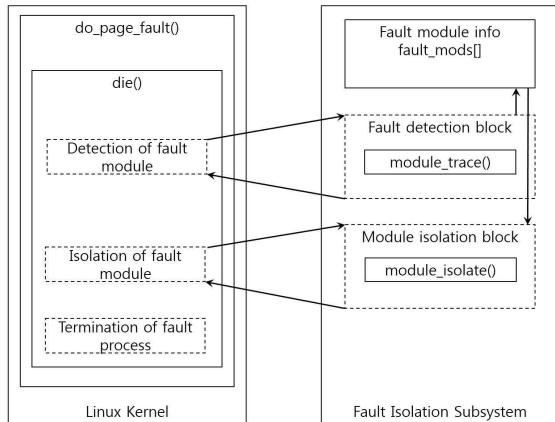 do_page_fault()
die()
Detection of fault
module
Isolation of fault
module
Termination of fault
process
Linux Kernel
Fault module info
fault_mods[]
Fault detection block
module_trace()
Module isolation block
module_isolate()
Fault Isolation Subsystem